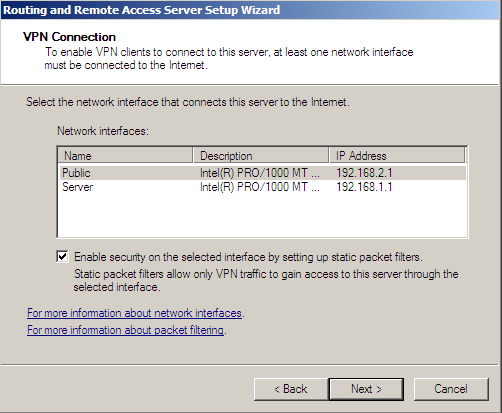 Routing and Remote Access Server Setup Wizard
VPN Connection
To enable VPN clients to connect to this server, at least one network interface
must be connected to the Internet.
Select the network interface that connects this server to the Internet.
Network interfaces:
Name Description IP Address
Public Intel(R) PRO/1000 MT ... 192.168.2.1
Server Intel(R) PRO/1000 MT ... 192.168.1.1
Enable security on the selected interface by setting up static packet filters.
Static packet filters allow only VPN traffic to gain access to this server through the
selected interface.
For more information about network interfaces.
For more information about packet filtering.
< Back Next > Cancel